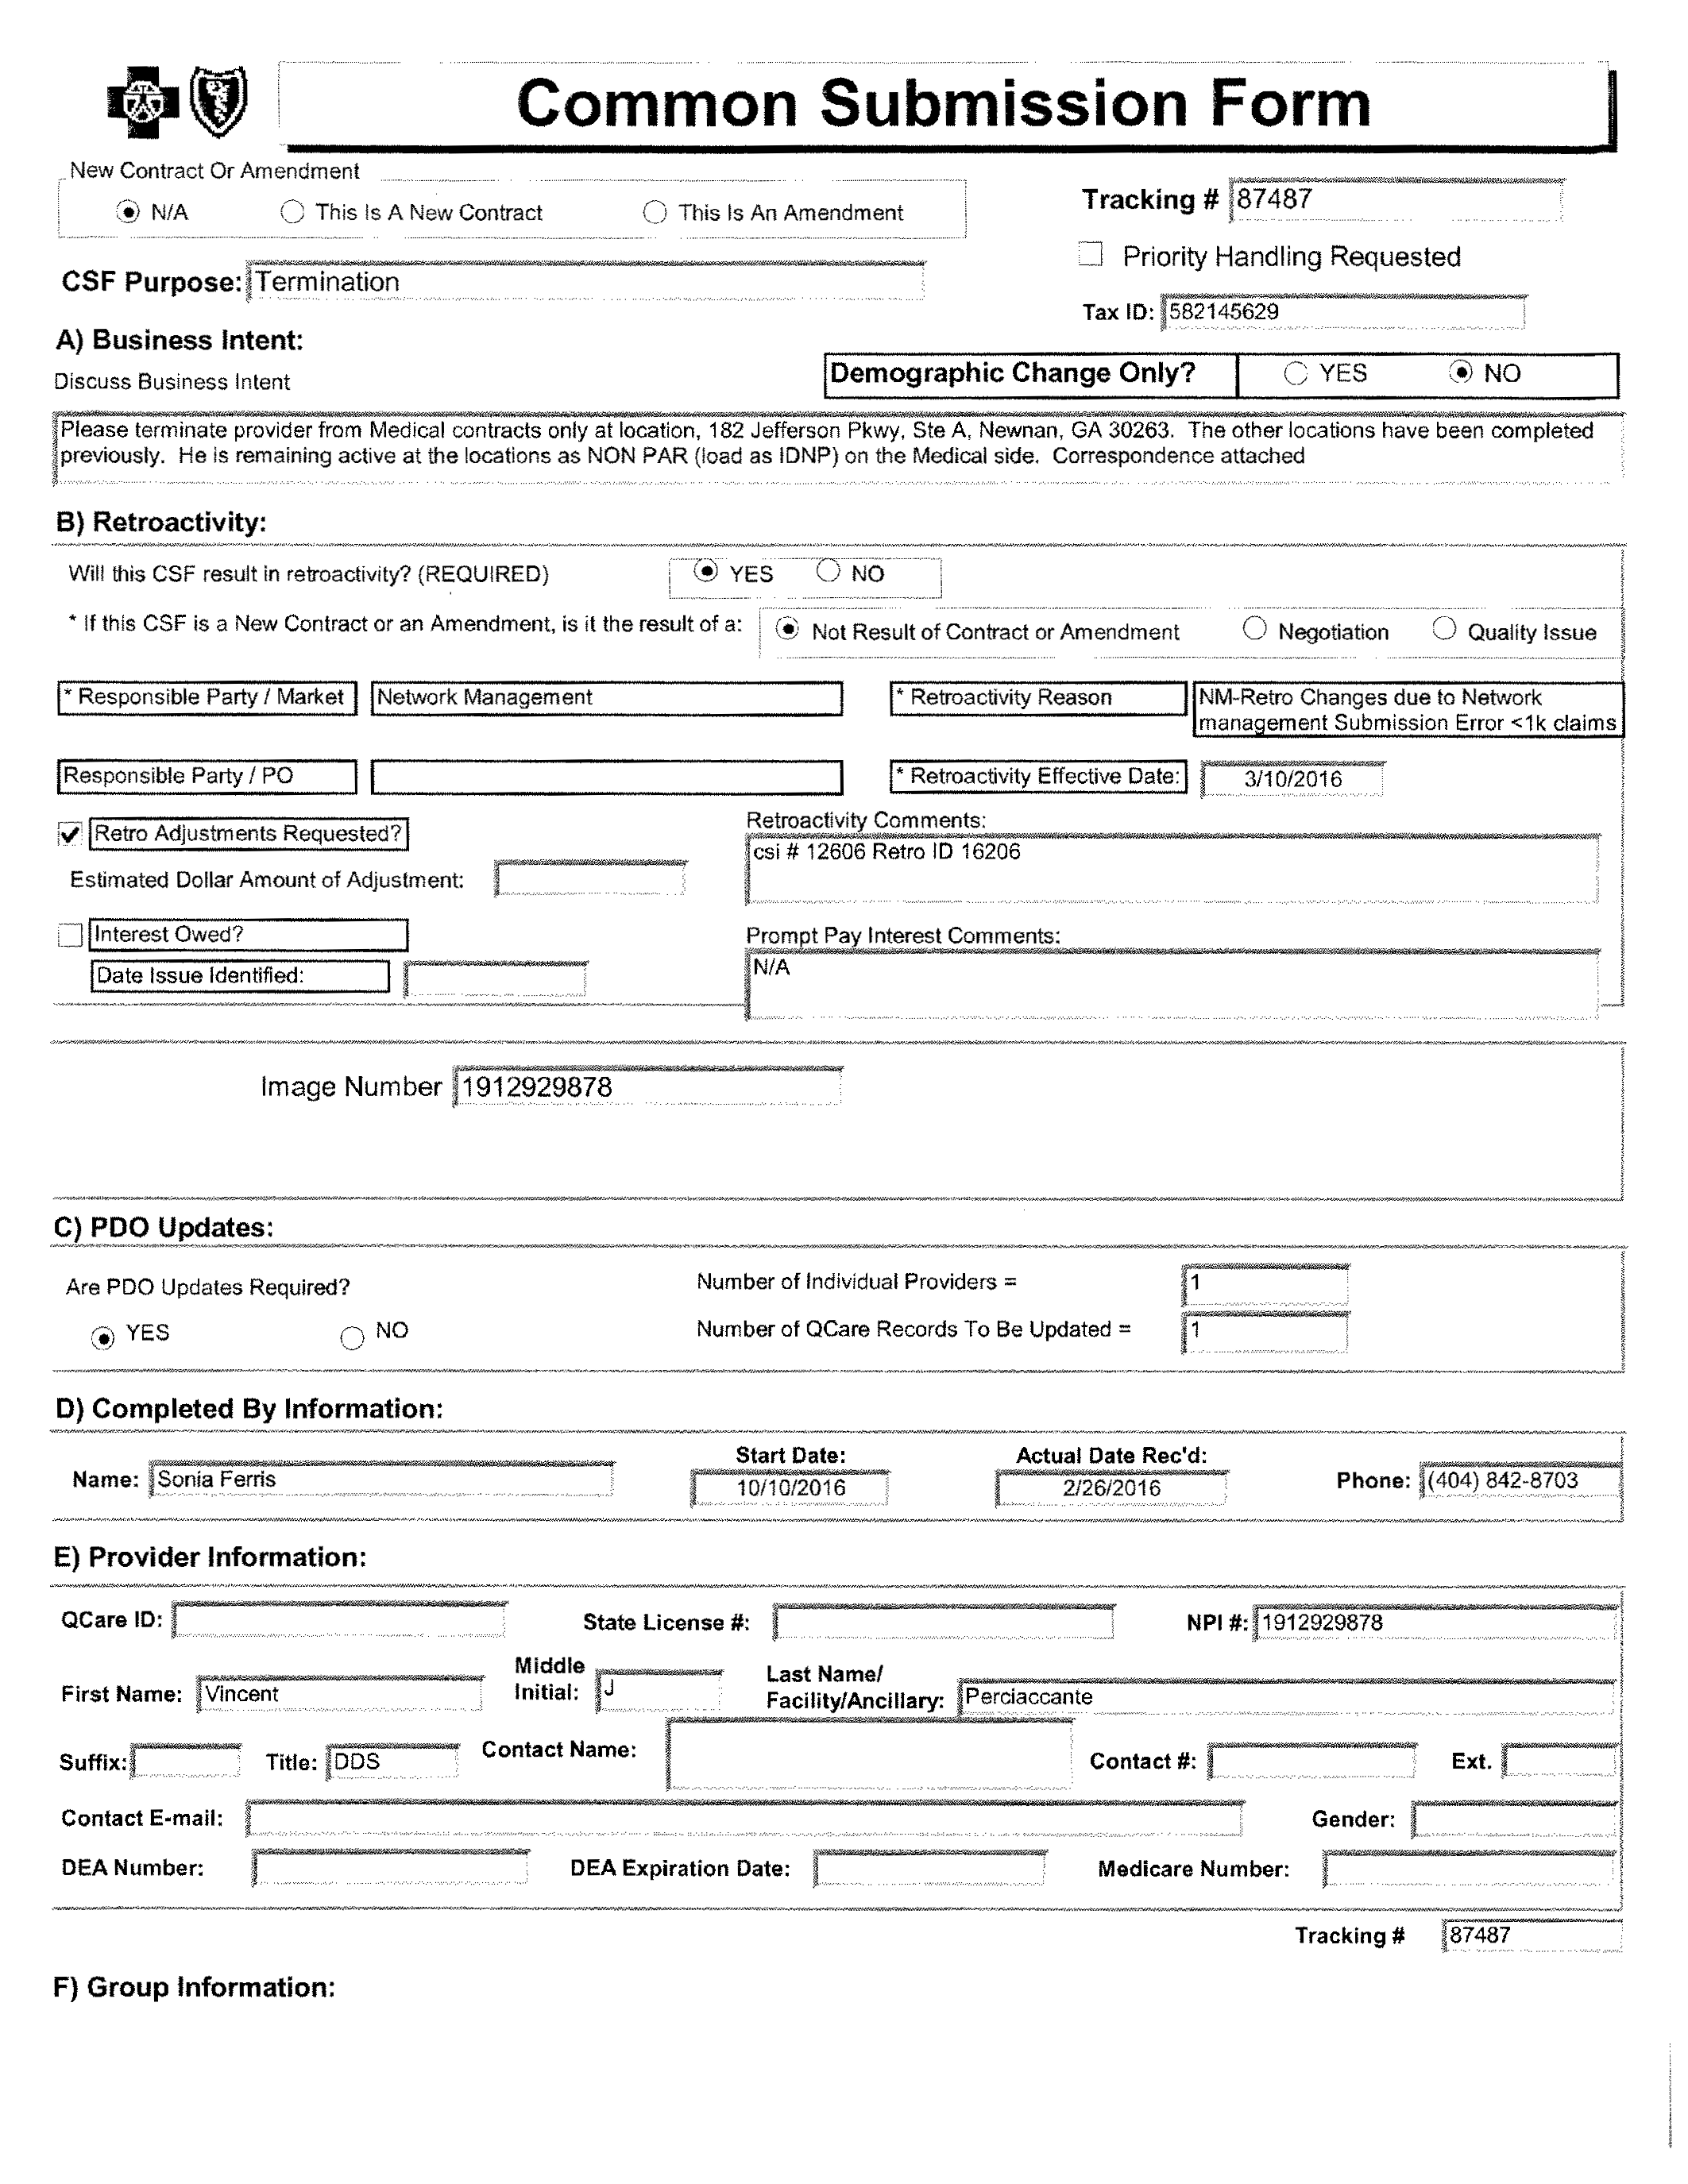 Common Submission Form
New Contract Or Amendment
N/A This Is A New Contract This Is An Amendment
Tracking # 87487
Priority Handling Requested
CSF Purpose: Termination
Tax ID: 582145629
A) Business Intent:
Demographic Change Only? YES NO
Discuss Business Intent
Please terminate provider from Medical contracts only at location, 182 Jefferson Pkwy, Ste A, Newnan, GA 30263. The other locations have been completed
previously. He is remaining active at the locations as NON PAR (load as IDNP) on the Medical side. Correspondence attached
B) Retroactivity:
Will this CSF result in retroactivity? (REQUIRED) YES NO
* If this CSF is a New Contract or an Amendment, is it the result of a: Not Result of Contract or Amendment Negotiation Quality Issue
* Responsible Party / Market Network Management * Retroactivity Reason NM-Retro Changes due to Network
management Submission Error <1k claims
Responsible Party / PO * Retroactivity Effective Date: 3/10/2016
Retro Adjustments Requested? Retroactivity Comments:
csi # 12606 Retro ID 16206
Estimated Dollar Amount of Adjustment:
Interest Owed? Prompt Pay Interest Comments:
Date Issue Identified: N/A
Image Number 1912929878
C) PDO Updates:
Are PDO Updates Required? Number of Individual Providers = 1
YES NO Number of QCare Records To Be Updated = 1
D) Completed By Information:
Start Date: Actual Date Rec'd:
Name: Sonia Ferris 10/10/2016 2/26/2016 Phone: (404) 842-8703
E) Provider Information:
QCare ID: State License #: NPI #: 1912929878
Middle Last Name/
First Name: Vincent Initial: J Facility/Ancillary: Perciaccante
Suffix: Title: DDS Contact Name: Contact #: Ext.
Contact E-mail: Gender:
DEA Number: DEA Expiration Date: Medicare Number:
Tracking # 87487
F) Group Information: